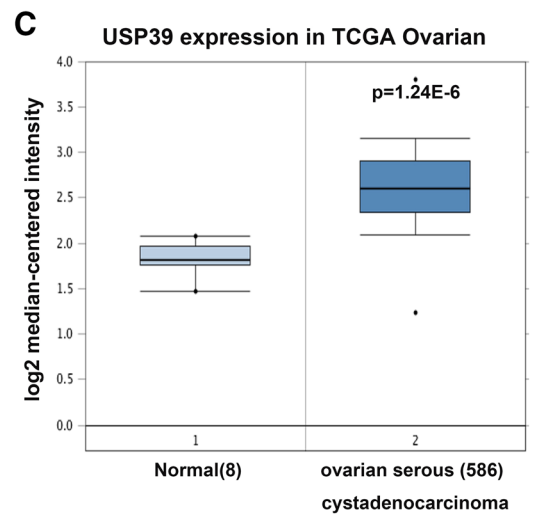 C
USP39 expression in TCGA Ovarian
log2 median-centered intensity
4.0
3.5
3.0
2.5
2.0
1.5
1.0
0.5
0.0
p=1.24E-6
1 2
Normal(8) ovarian serous (586)
cystadenocarcinoma